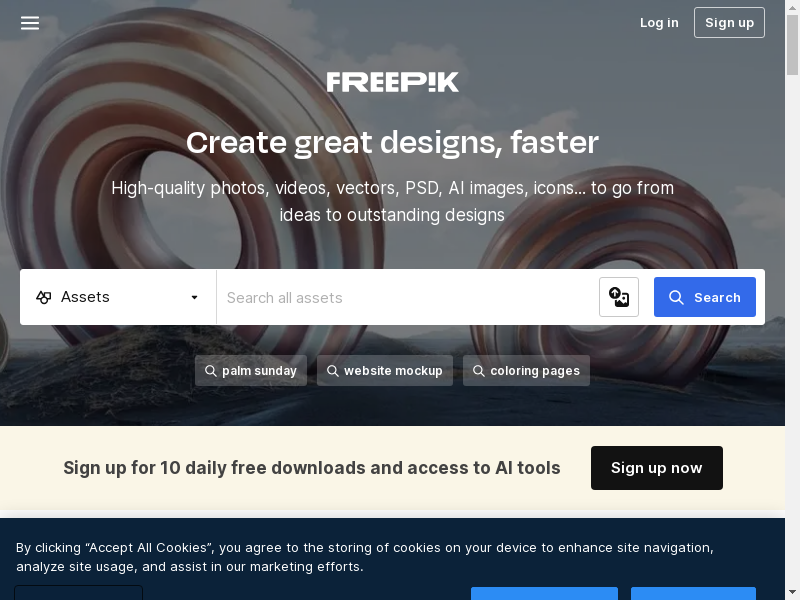 Log in
Sign up
FREEPIK
Create great designs, faster
High-quality photos, videos, vectors, PSD, AI images, icons... to go from
ideas to outstanding designs
Assets
Search all assets
Search
palm sunday
website mockup
coloring pages
Sign up for 10 daily free downloads and access to AI tools
Sign up now
By clicking “Accept All Cookies”, you agree to the storing of cookies on your device to enhance site navigation,
analyze site usage, and assist in our marketing efforts.